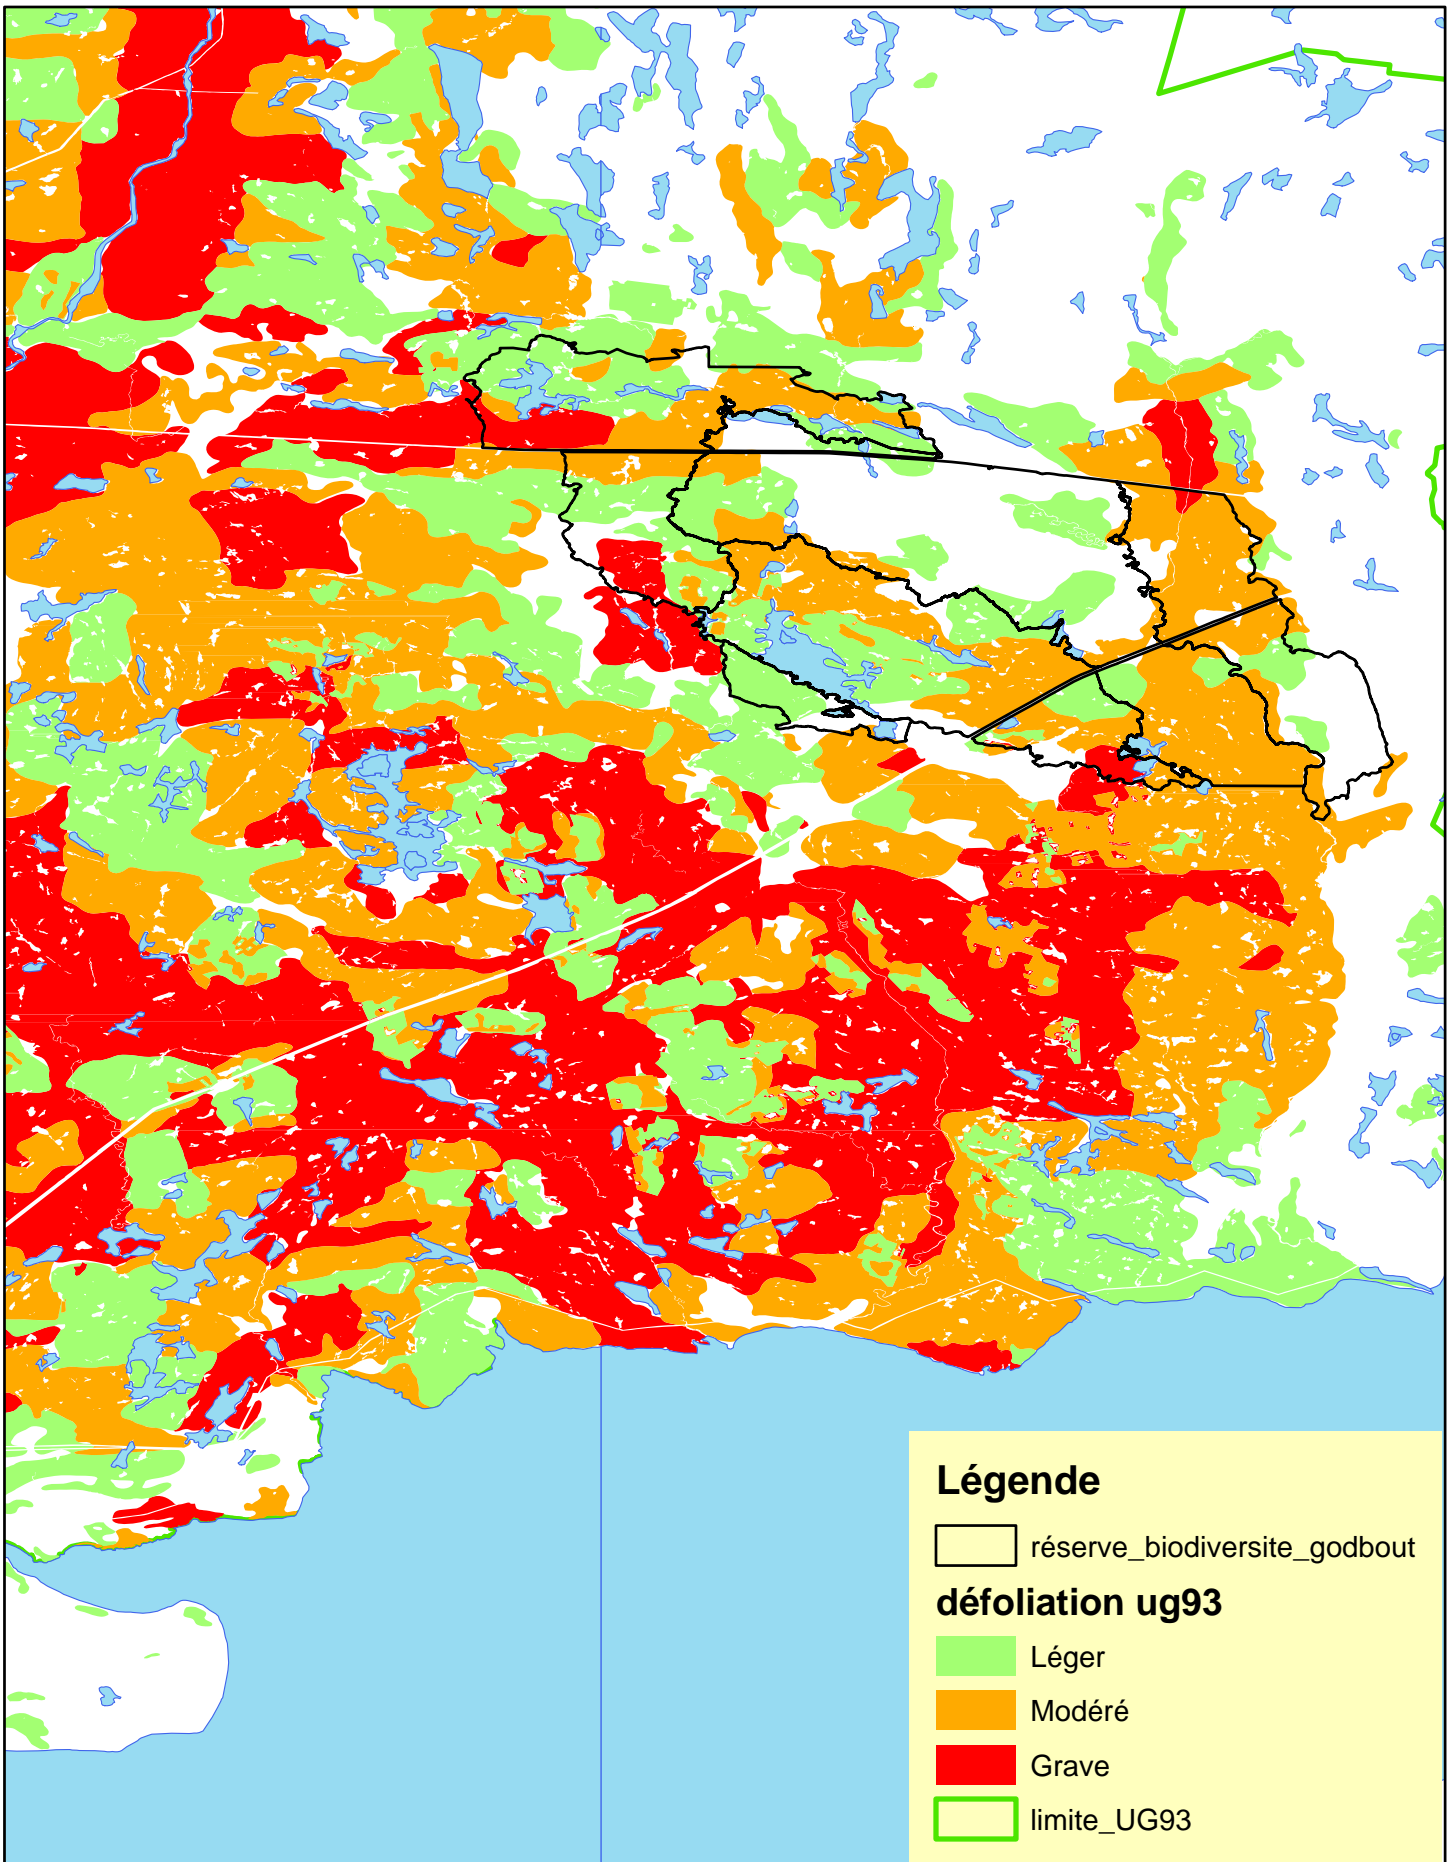 Légende
réserve_biodiversite_godbout
défoliation ug93
Léger
Modéré
Grave
limite_UG93